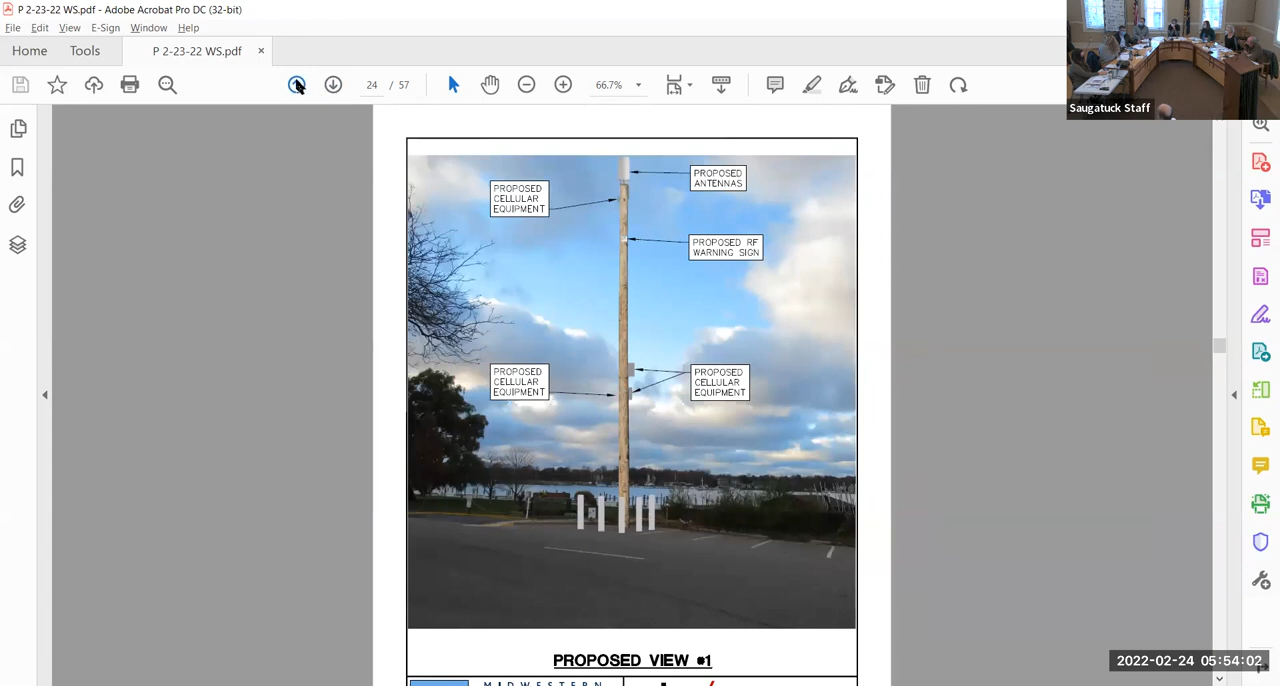 P 2-23-22 WS.pdf - Adobe Acrobat Pro DC (32-bit)
File Edit View E-Sign Window Help
Home Tools P 2-23-22 WS.pdf ×
24 / 57 66.7%
Saugatuck Staff
PROPOSED
ANTENNAS
PROPOSED
CELLULAR
EQUIPMENT
PROPOSED RF
WARNING SIGN
PROPOSED
CELLULAR
EQUIPMENT
PROPOSED
CELLULAR
EQUIPMENT
PROPOSED VIEW #1
MIDWESTERN
2022-02-24 05:54:02